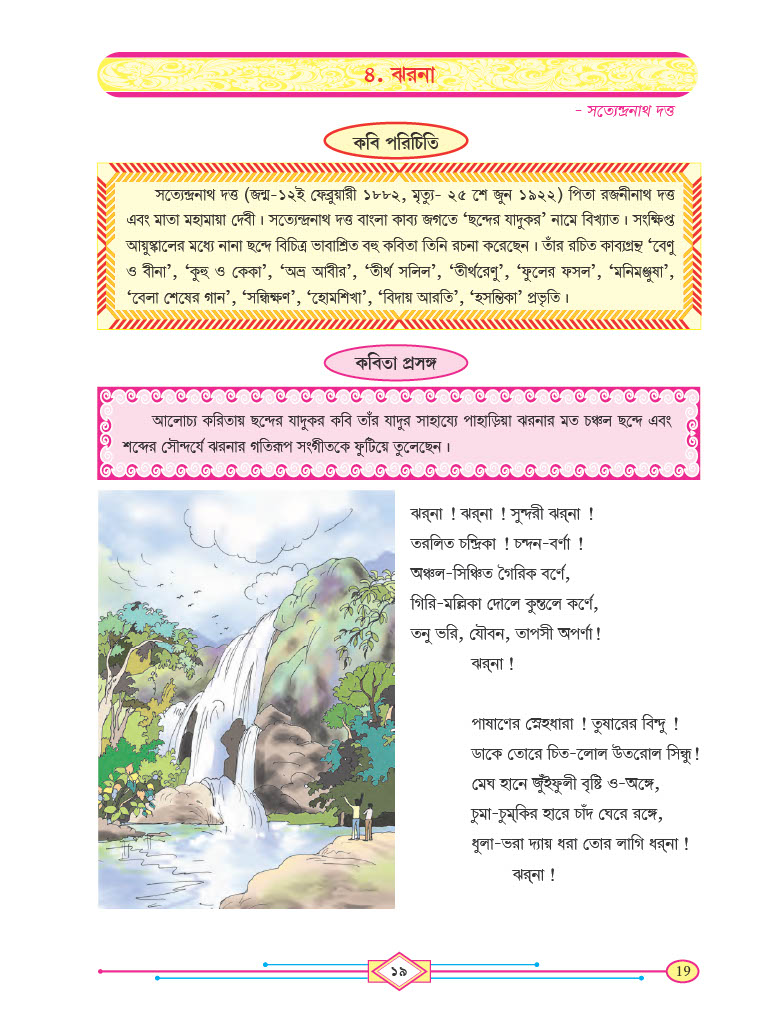 ৪. ঝরনা
- সত্যেন্দ্রনাথ দত্ত
কবি পরিচিতি
সত্যেন্দ্রনাথ দত্ত (জন্ম-১২ই ফেব্রুয়ারী ১৮৮২, মৃত্যু- ২৫ শে জুন ১৯২২) পিতা রজনীনাথ দত্ত
এবং মাতা মহামায়া দেবী। সত্যেন্দ্রনাথ দত্ত বাংলা কাব্য জগতে ‘ছন্দের যাদুকর’ নামে বিখ্যাত। সংক্ষিপ্ত
আয়ুষ্কালের মধ্যে নানা ছন্দে বিচিত্র ভাবাশ্রিত বহু কবিতা তিনি রচনা করেছেন। তাঁর রচিত কাব্যগ্রন্থ ‘বেণু
ও বীনা’, ‘কুহু ও কেকা’, ‘অভ্র আবীর’, ‘তীর্থ সলিল’, ‘তীর্থরেণু’, ‘ফুলের ফসল’, ‘মনিমঞ্জুষা’,
‘বেলা শেষের গান’, ‘সন্ধিক্ষণ’, ‘হোমশিখা’, ‘বিদায় আরতি’, ‘হসন্তিকা’ প্রভৃতি।
কবিতা প্রসঙ্গ
আলোচ্য করিতায় ছন্দের যাদুকর কবি তাঁর যাদুর সাহায্যে পাহাড়িয়া ঝরনার মত চঞ্চল ছন্দে এবং
শব্দের সৌন্দর্যে ঝরনার গতিরূপ সংগীতকে ফুটিয়ে তুলেছেন।
ঝর্‌না ! ঝর্‌না ! সুন্দরী ঝর্‌না !
তরলিত চন্দ্রিকা ! চন্দন-বর্ণা !
অঞ্চল-সিঞ্চিত গৈরিক বর্ণে,
গিরি-মল্লিকা দোলে কুন্তলে কর্ণে,
তনু ভরি, যৌবন, তাপসী অপর্ণা!
ঝর্‌না !
পাষাণের স্নেহধারা ! তুষারের বিন্দু !
ডাকে তোরে চিত-লোল উতরোল সিন্ধু!
মেঘ হানে জুঁইফুলী বৃষ্টি ও-অঙ্গে,
চুমা-চুম্‌কির হারে চাঁদ ঘেরে রঙ্গে,
ধুলা-ভরা দ্যায় ধরা তোর লাগি ধর্‌না !
ঝর্‌না !
১৯
19